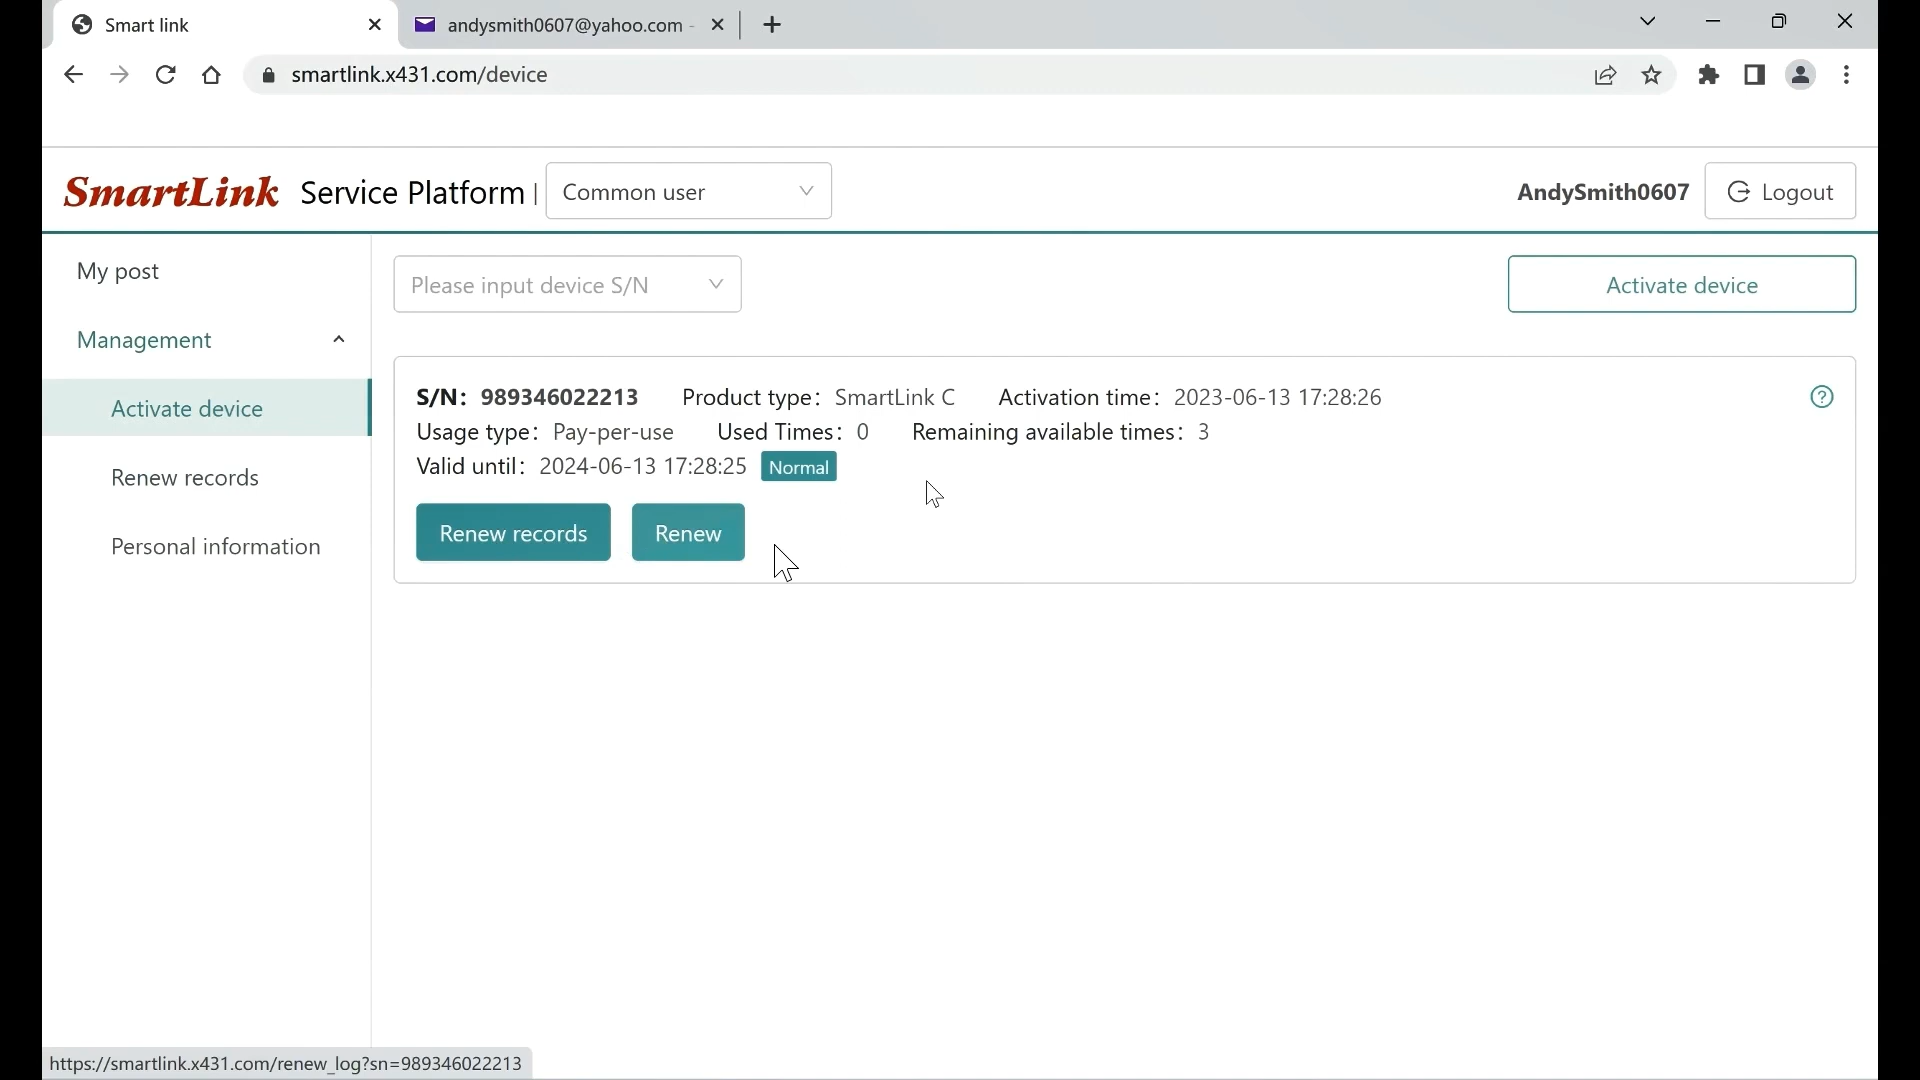 Smart link
andysmith0607@yahoo.com -
smartlink.x431.com/device
SmartLink Service Platform | Common user
AndySmith0607 Logout
My post
Management
Activate device
Renew records
Personal information
Please input device S/N
Activate device
S/N: 989346022213 Product type: SmartLink C Activation time: 2023-06-13 17:28:26
Usage type: Pay-per-use Used Times: 0 Remaining available times: 3
Valid until: 2024-06-13 17:28:25 Normal
Renew records Renew
https://smartlink.x431.com/renew_log?sn=989346022213